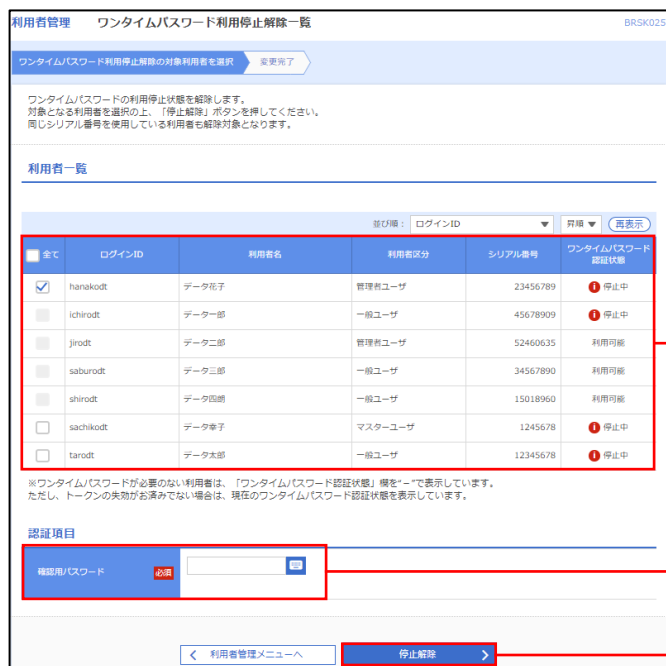 利用者管理 ワンタイムパスワード利用停止解除一覧 BRSK025
ワンタイムパスワード利用停止解除の対象利用者を選択 変更完了
ワンタイムパスワードの利用停止状態を解除します。
対象となる利用者を選択の上、「停止解除」ボタンを押してください。
同じシリアル番号を使用している利用者も解除対象となります。
利用者一覧
並び順： ログインID ▼ 昇順 ▼ 再表示
全て ログインID 利用者名 利用者区分 シリアル番号 ワンタイムパスワード
認証状態
hanakodt データ花子 管理者ユーザ 23456789 停止中
ichirodt データ一郎 一般ユーザ 45678909 停止中
jirodt データ二郎 管理者ユーザ 52460635 利用可能
saburodt データ三郎 一般ユーザ 34567890 利用可能
shirodt データ四朗 一般ユーザ 15018960 利用可能
sachikodt データ幸子 マスターユーザ 1245678 停止中
tarodt データ太郎 一般ユーザ 12345678 停止中
※ワンタイムパスワードが必要のない利用者は、「ワンタイムパスワード認証状態」欄を"－"で表示しています。
ただし、トークンの失効がお済みでない場合は、現在のワンタイムパスワード認証状態を表示しています。
認証項目
確認用パスワード 必須
利用者管理メニューへ 停止解除